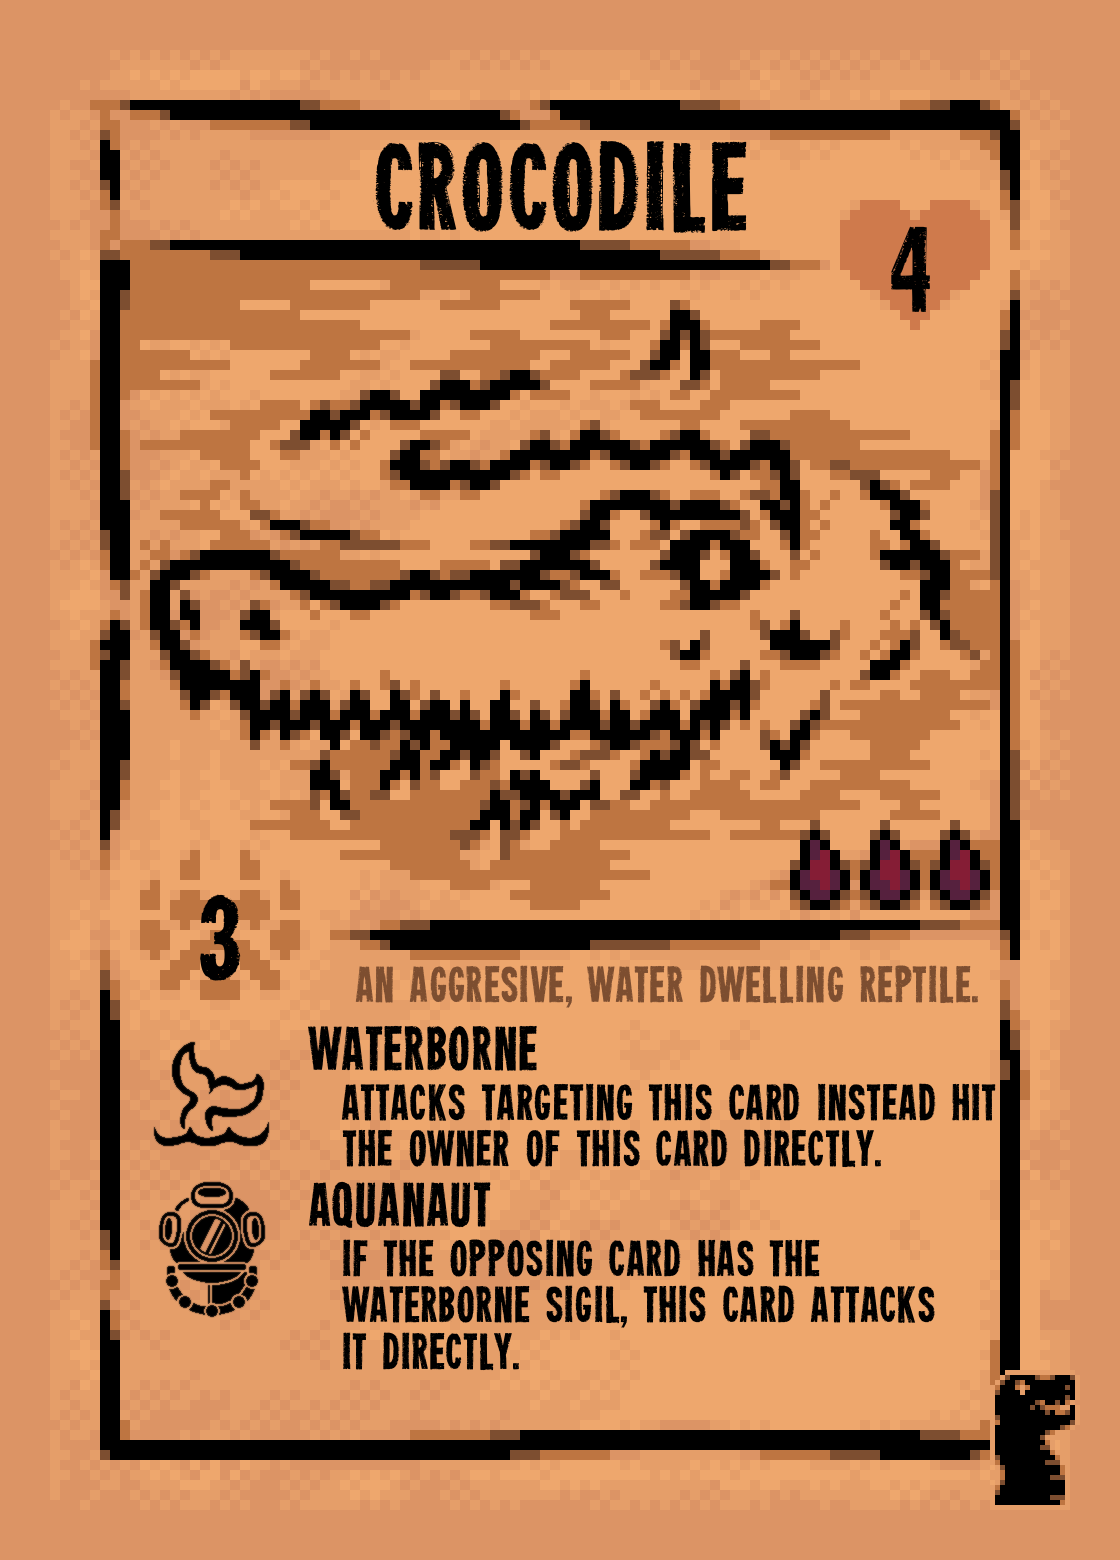 CROCODILE
4
3
AN AGGRESIVE, WATER DWELLING REPTILE.
WATERBORNE
ATTACKS TARGETING THIS CARD INSTEAD HIT
THE OWNER OF THIS CARD DIRECTLY.
AQUANAUT
IF THE OPPOSING CARD HAS THE
WATERBORNE SIGIL, THIS CARD ATTACKS
IT DIRECTLY.